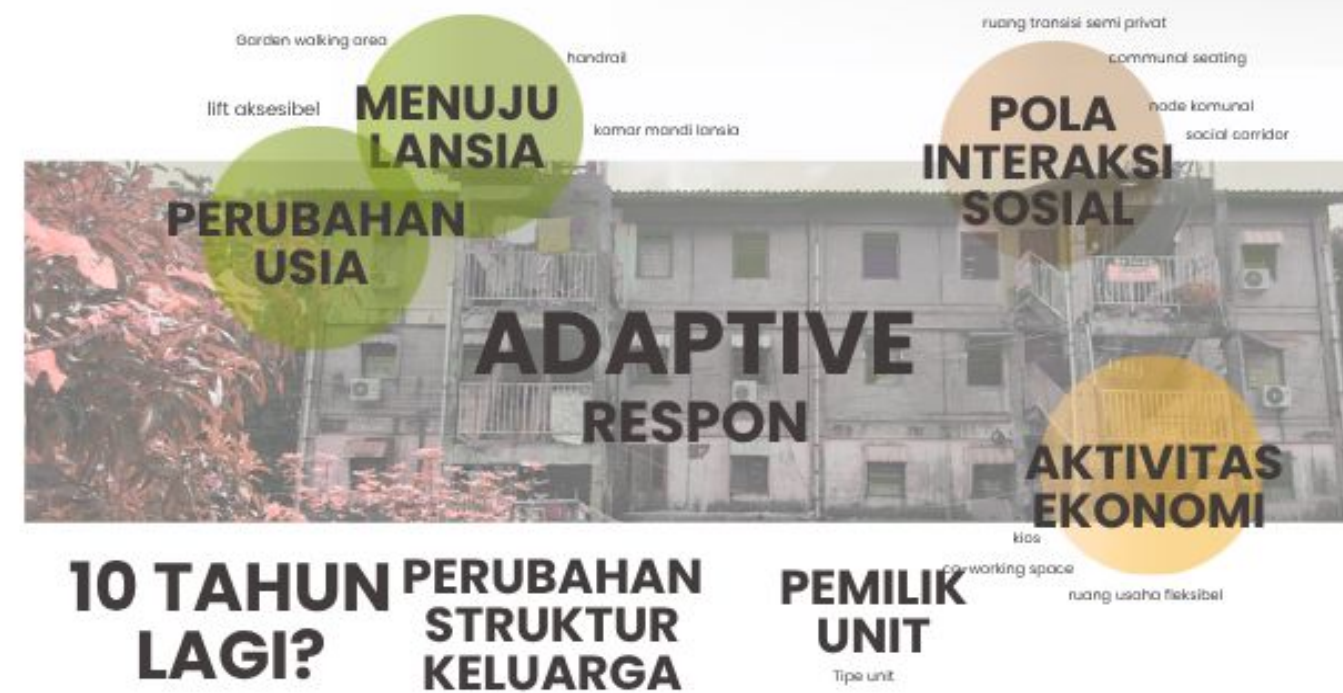 Garden walking area
handrail
lift aksesibel
MENUJU
LANSIA
kamar mandi lansia
PERUBAHAN
USIA
ruang transisi semi privat
communal seating
node komunal
social corridor
POLA
INTERAKSI
SOSIAL
ADAPTIVE
RESPON
AKTIVITAS
EKONOMI
kios
co-working space
ruang usaha fleksibel
10 TAHUN
LAGI?
PERUBAHAN
STRUKTUR
KELUARGA
PEMILIK
UNIT
Tipe unit